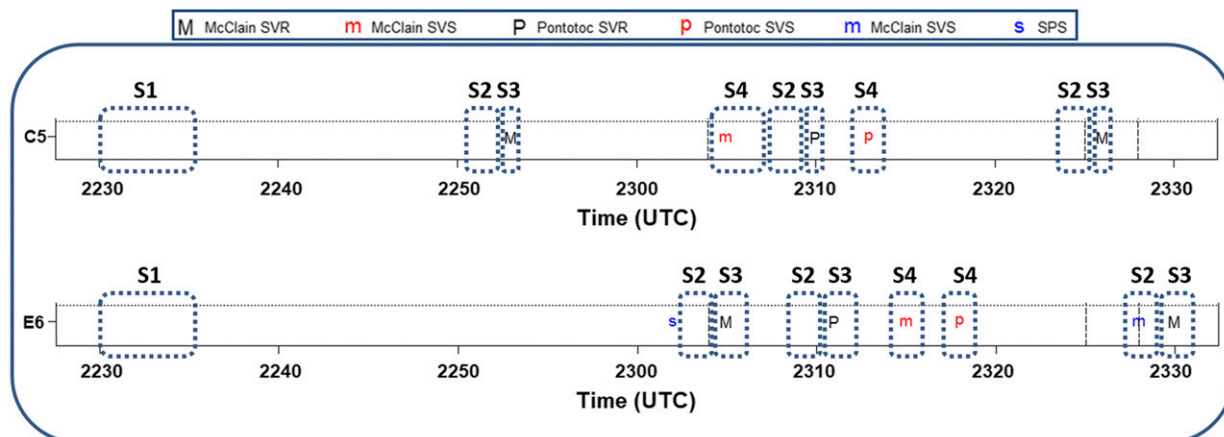 M McClain SVR m McClain SVS P Pontotoc SVR p Pontotoc SVS m McClain SVS s SPS
S1 S2 S3 S4 S2 S3 S4 S2 S3
C5 M m P p M
2230 2240 2250 2300 2310 2320 2330
Time (UTC)
S1 S2 S3 S2 S3 S4 S4 S2 S3
E6 s M P m p m M
2230 2240 2250 2300 2310 2320 2330
Time (UTC)